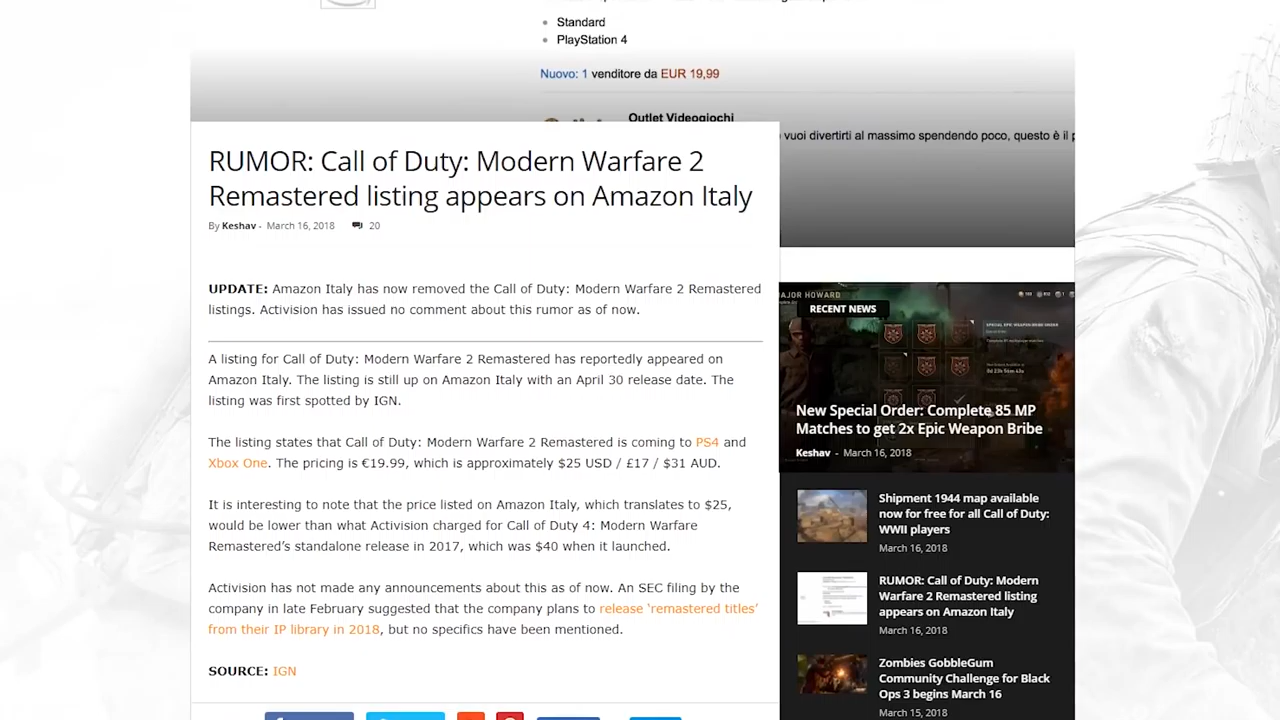 Standard
PlayStation 4
Nuovo: 1 venditore da EUR 19,99
Outlet Videogiochi
vuoi divertirti al massimo spendendo poco, questo è il
RUMOR: Call of Duty: Modern Warfare 2
Remastered listing appears on Amazon Italy
By Keshav - March 16, 2018 20
UPDATE: Amazon Italy has now removed the Call of Duty: Modern Warfare 2 Remastered
listings. Activision has issued no comment about this rumor as of now.
A listing for Call of Duty: Modern Warfare 2 Remastered has reportedly appeared on
Amazon Italy. The listing is still up on Amazon Italy with an April 30 release date. The
listing was first spotted by IGN.
The listing states that Call of Duty: Modern Warfare 2 Remastered is coming to PS4 and
Xbox One. The pricing is €19.99, which is approximately $25 USD / £17 / $31 AUD.
It is interesting to note that the price listed on Amazon Italy, which translates to $25,
would be lower than what Activision charged for Call of Duty 4: Modern Warfare
Remastered's standalone release in 2017, which was $40 when it launched.
Activision has not made any announcements about this as of now. An SEC filing by the
company in late February suggested that the company plans to release ‘remastered titles’
from their IP library in 2018, but no specifics have been mentioned.
SOURCE: IGN
MAJOR HOWARD
RECENT NEWS
New Special Order: Complete 85 MP
Matches to get 2x Epic Weapon Bribe
Keshav - March 16, 2018
Shipment 1944 map available
now for free for all Call of Duty:
WWII players
March 16, 2018
RUMOR: Call of Duty: Modern
Warfare 2 Remastered listing
appears on Amazon Italy
March 16, 2018
Zombies GobbleGum
Community Challenge for Black
Ops 3 begins March 16
March 15, 2018